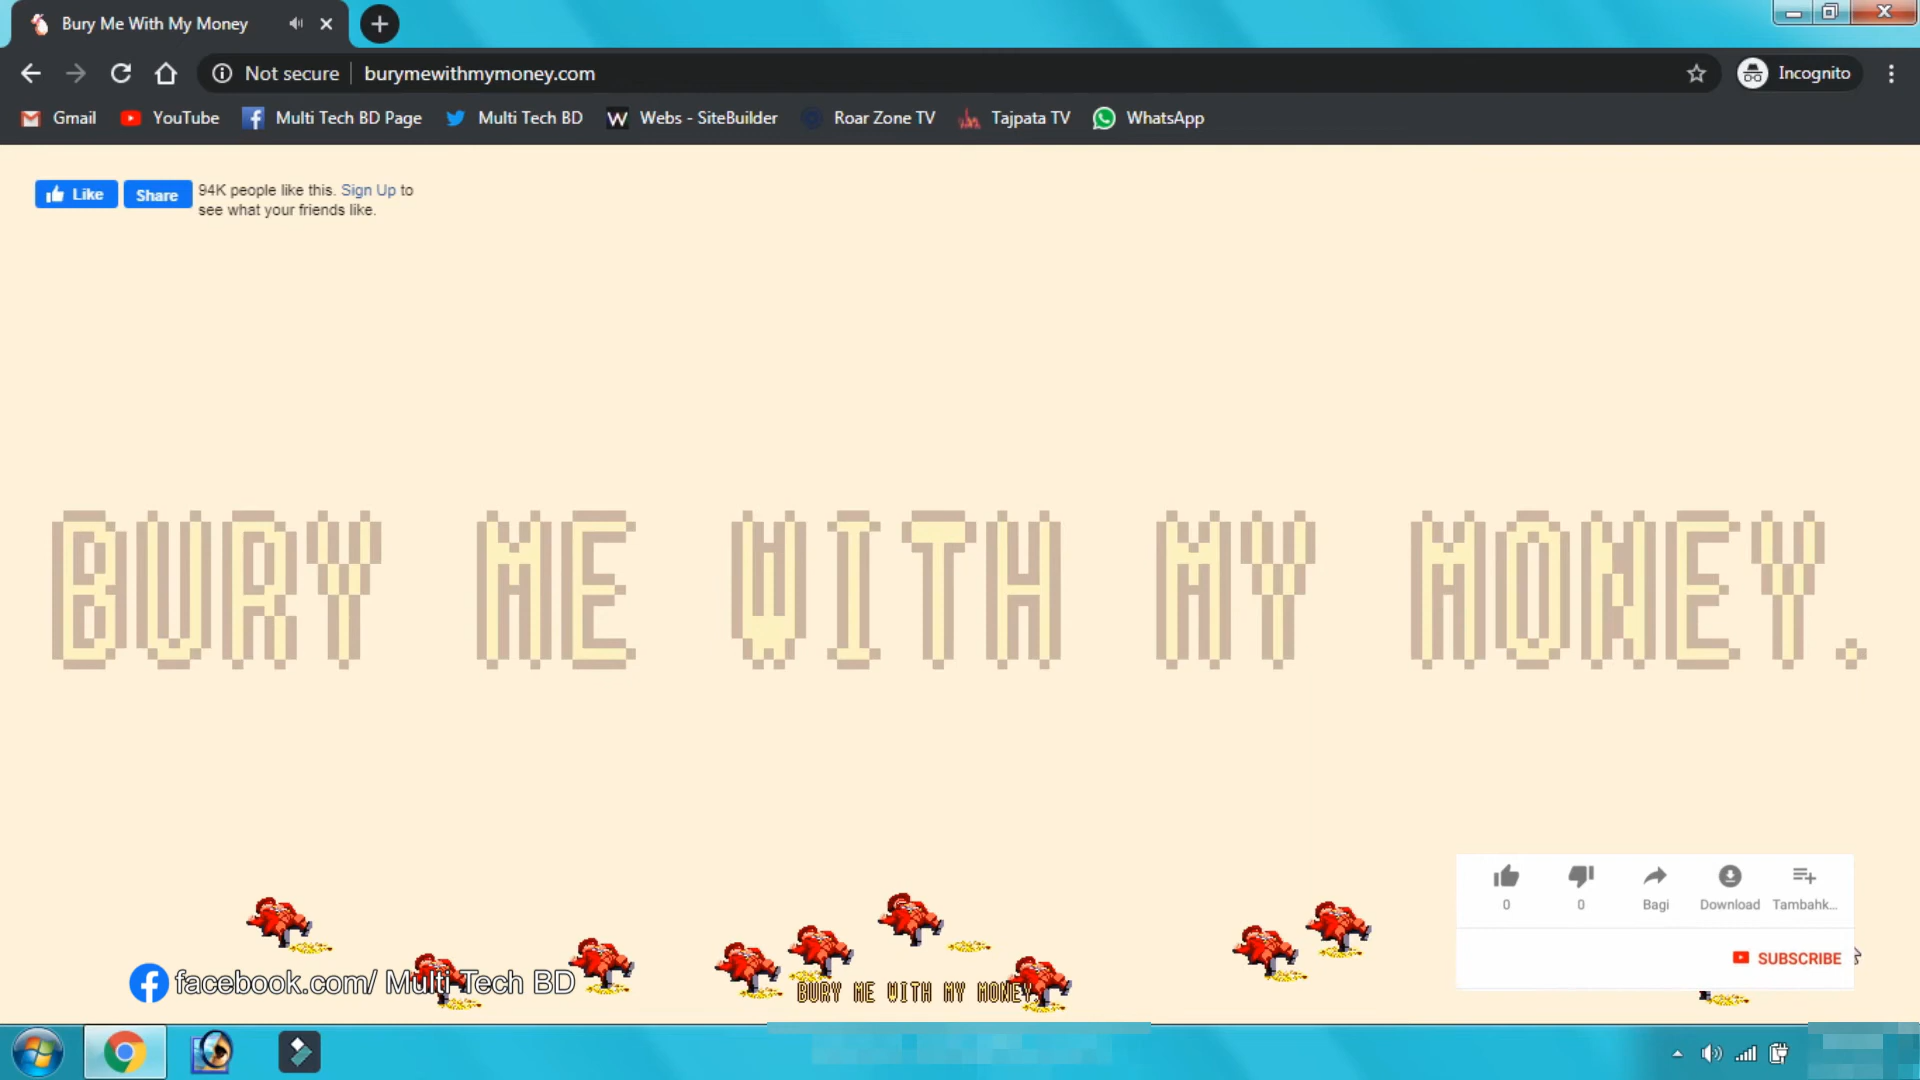 Bury Me With My Money
Not secure
burymewithmymoney.com
Incognito
Gmail
YouTube
Multi Tech BD Page
Multi Tech BD
Webs - SiteBuilder
Roar Zone TV
Tajpata TV
WhatsApp
Like
Share
94K people like this. Sign Up to
see what your friends like.
BURY ME WITH MY MONEY.
0
0
Bagi
Download
Tambahk...
SUBSCRIBE
facebook.com/ Multi Tech BD
BURY ME WITH MY MONEY.